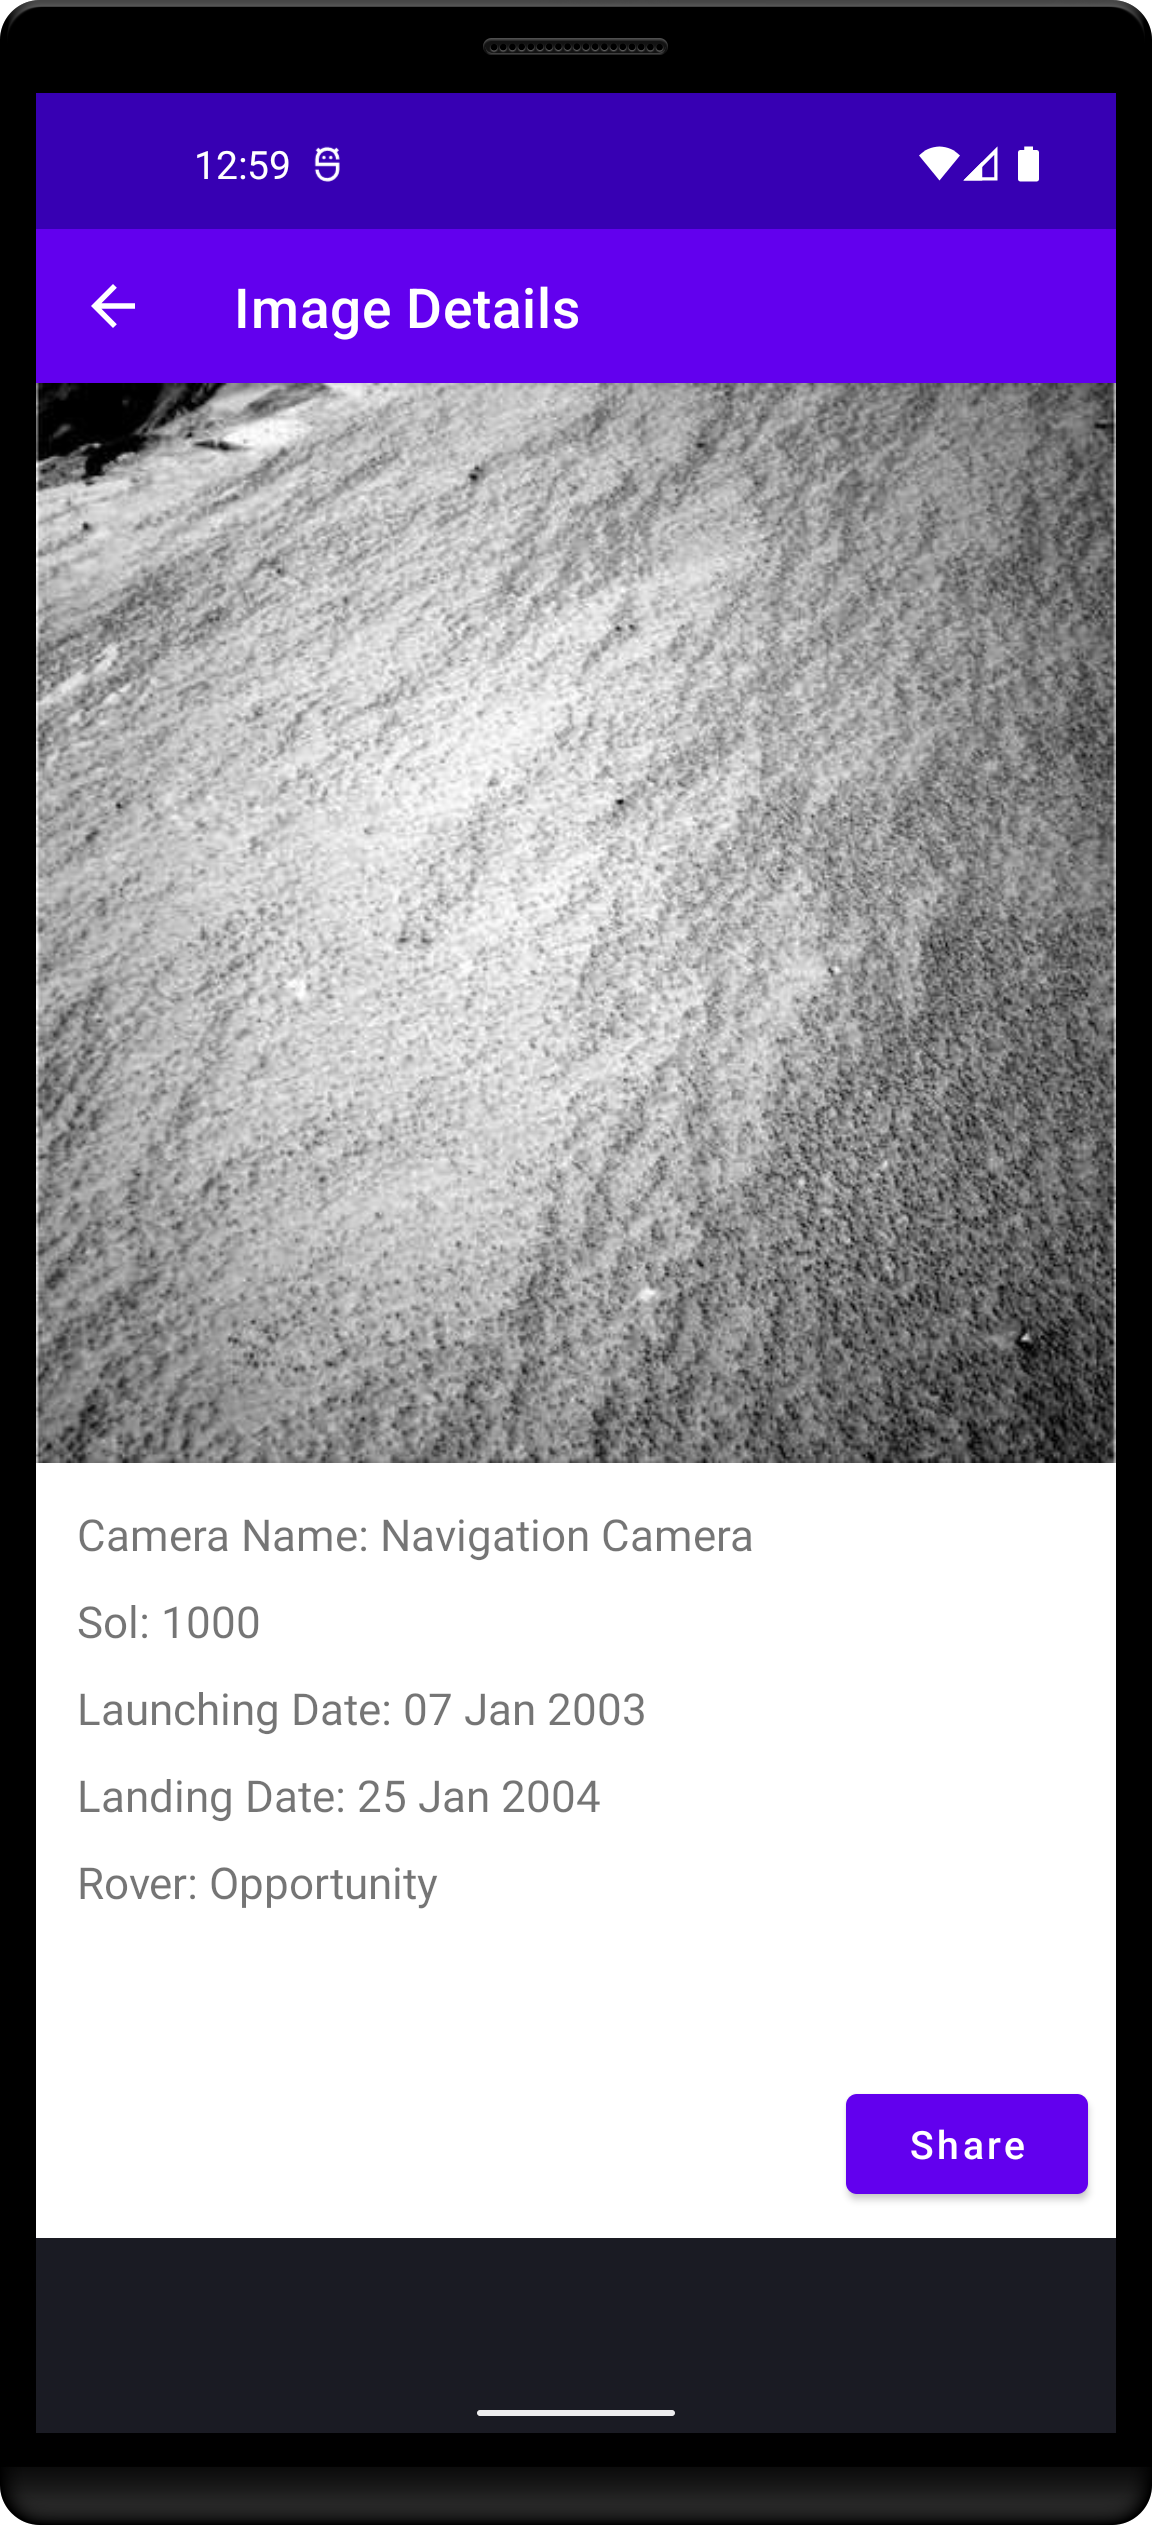 12:59
Image Details
Camera Name: Navigation Camera
Sol: 1000
Launching Date: 07 Jan 2003
Landing Date: 25 Jan 2004
Rover: Opportunity
Share